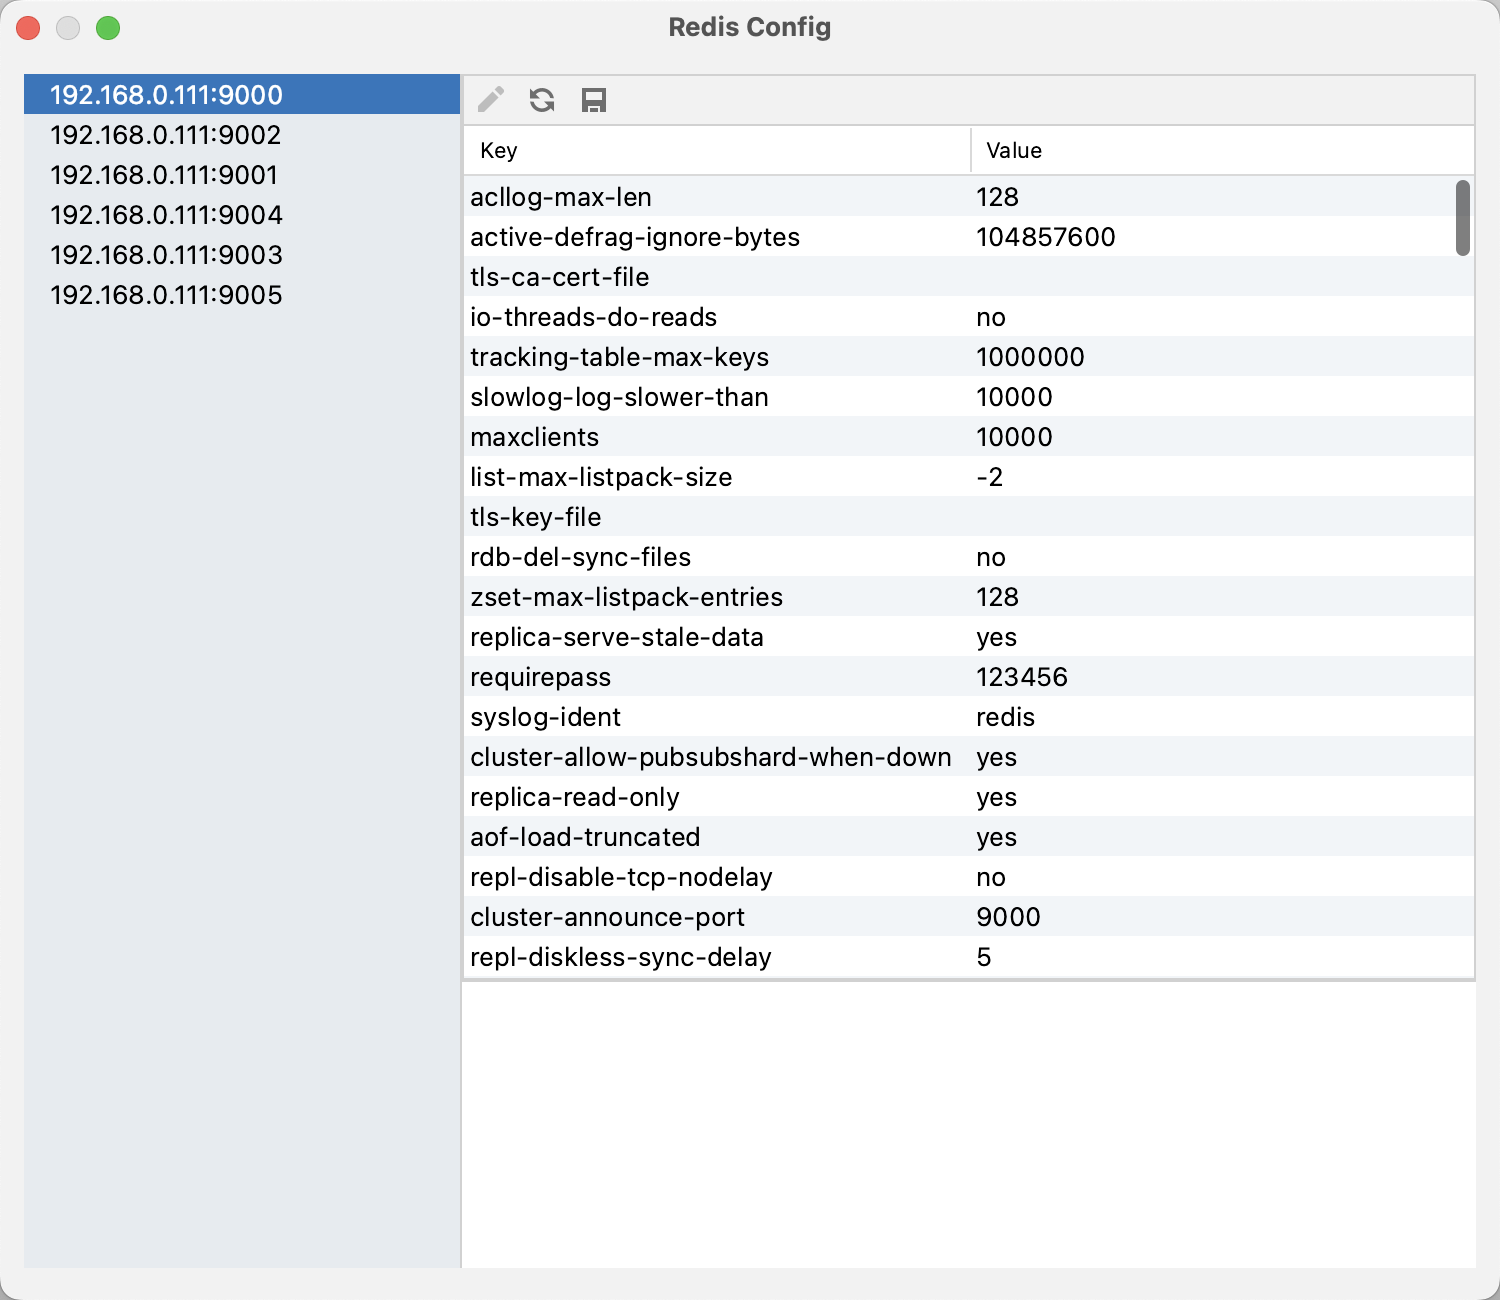 Redis Config
192.168.0.111:9000
192.168.0.111:9002
192.168.0.111:9001
192.168.0.111:9004
192.168.0.111:9003
192.168.0.111:9005
Key Value
acllog-max-len 128
active-defrag-ignore-bytes 104857600
tls-ca-cert-file
io-threads-do-reads no
tracking-table-max-keys 1000000
slowlog-log-slower-than 10000
maxclients 10000
list-max-listpack-size -2
tls-key-file
rdb-del-sync-files no
zset-max-listpack-entries 128
replica-serve-stale-data yes
requirepass 123456
syslog-ident redis
cluster-allow-pubsubshard-when-down yes
replica-read-only yes
aof-load-truncated yes
repl-disable-tcp-nodelay no
cluster-announce-port 9000
repl-diskless-sync-delay 5